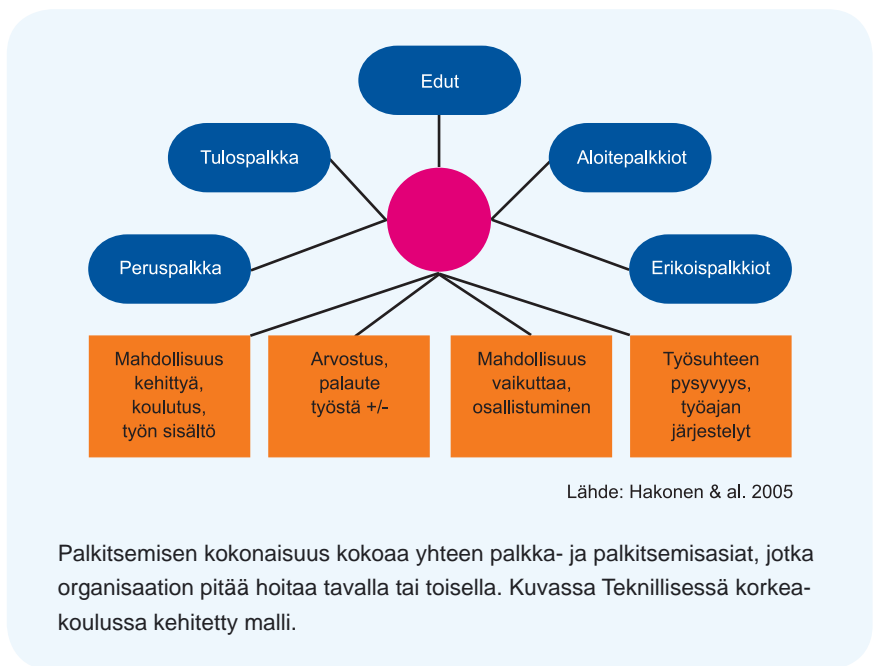 Edut
Tulospalkka
Aloitepalkkiot
Peruspalkka
Erikoispalkkiot
Mahdollisuus
kehittyä,
koulutus,
työn sisältö
Arvostus,
palaute
työstä +/-
Mahdollisuus
vaikuttaa,
osallistuminen
Työsuhteen
pysyvyys,
työajan
järjestelyt
Lähde: Hakonen & al. 2005
Palkitsemisen kokonaisuus kokoaa yhteen palkka- ja palkitsemisasiat, jotka
organisaation pitää hoitaa tavalla tai toisella. Kuvassa Teknillisessä korkea-
koulussa kehitetty malli.